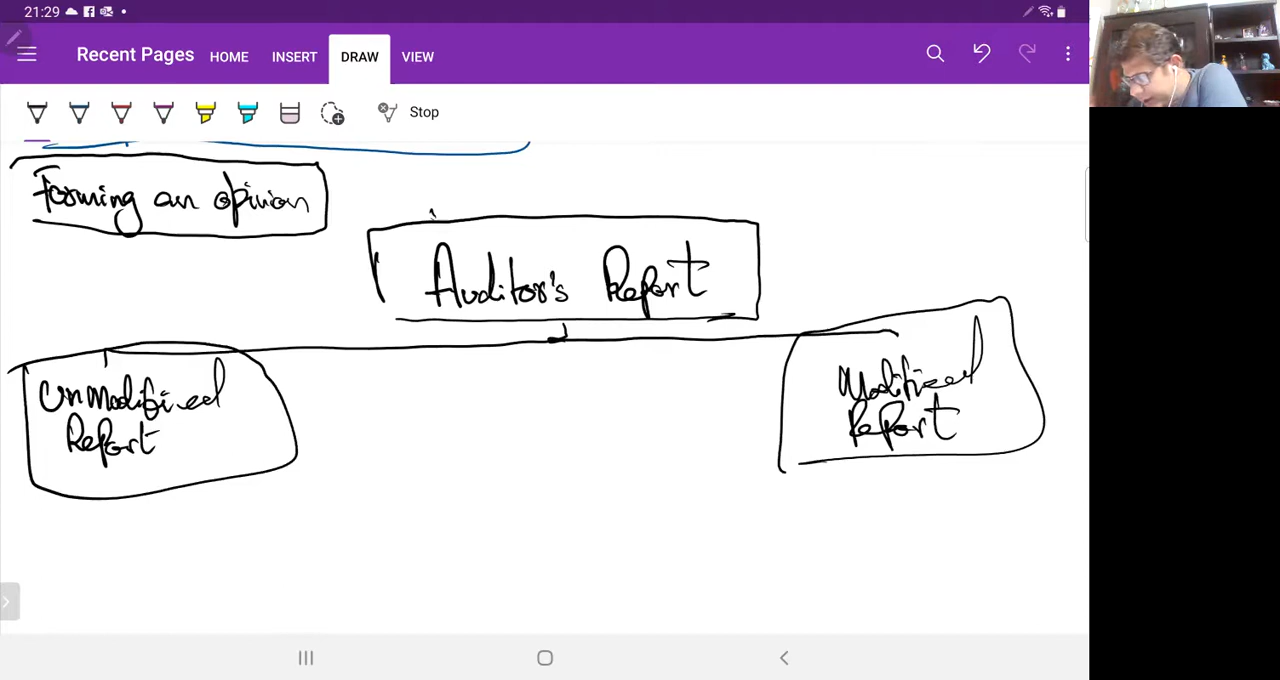 21:29
Recent Pages HOME INSERT DRAW VIEW
Stop
Forming an opinion
Auditor's Report
Unmodified
Report
Modified
Report